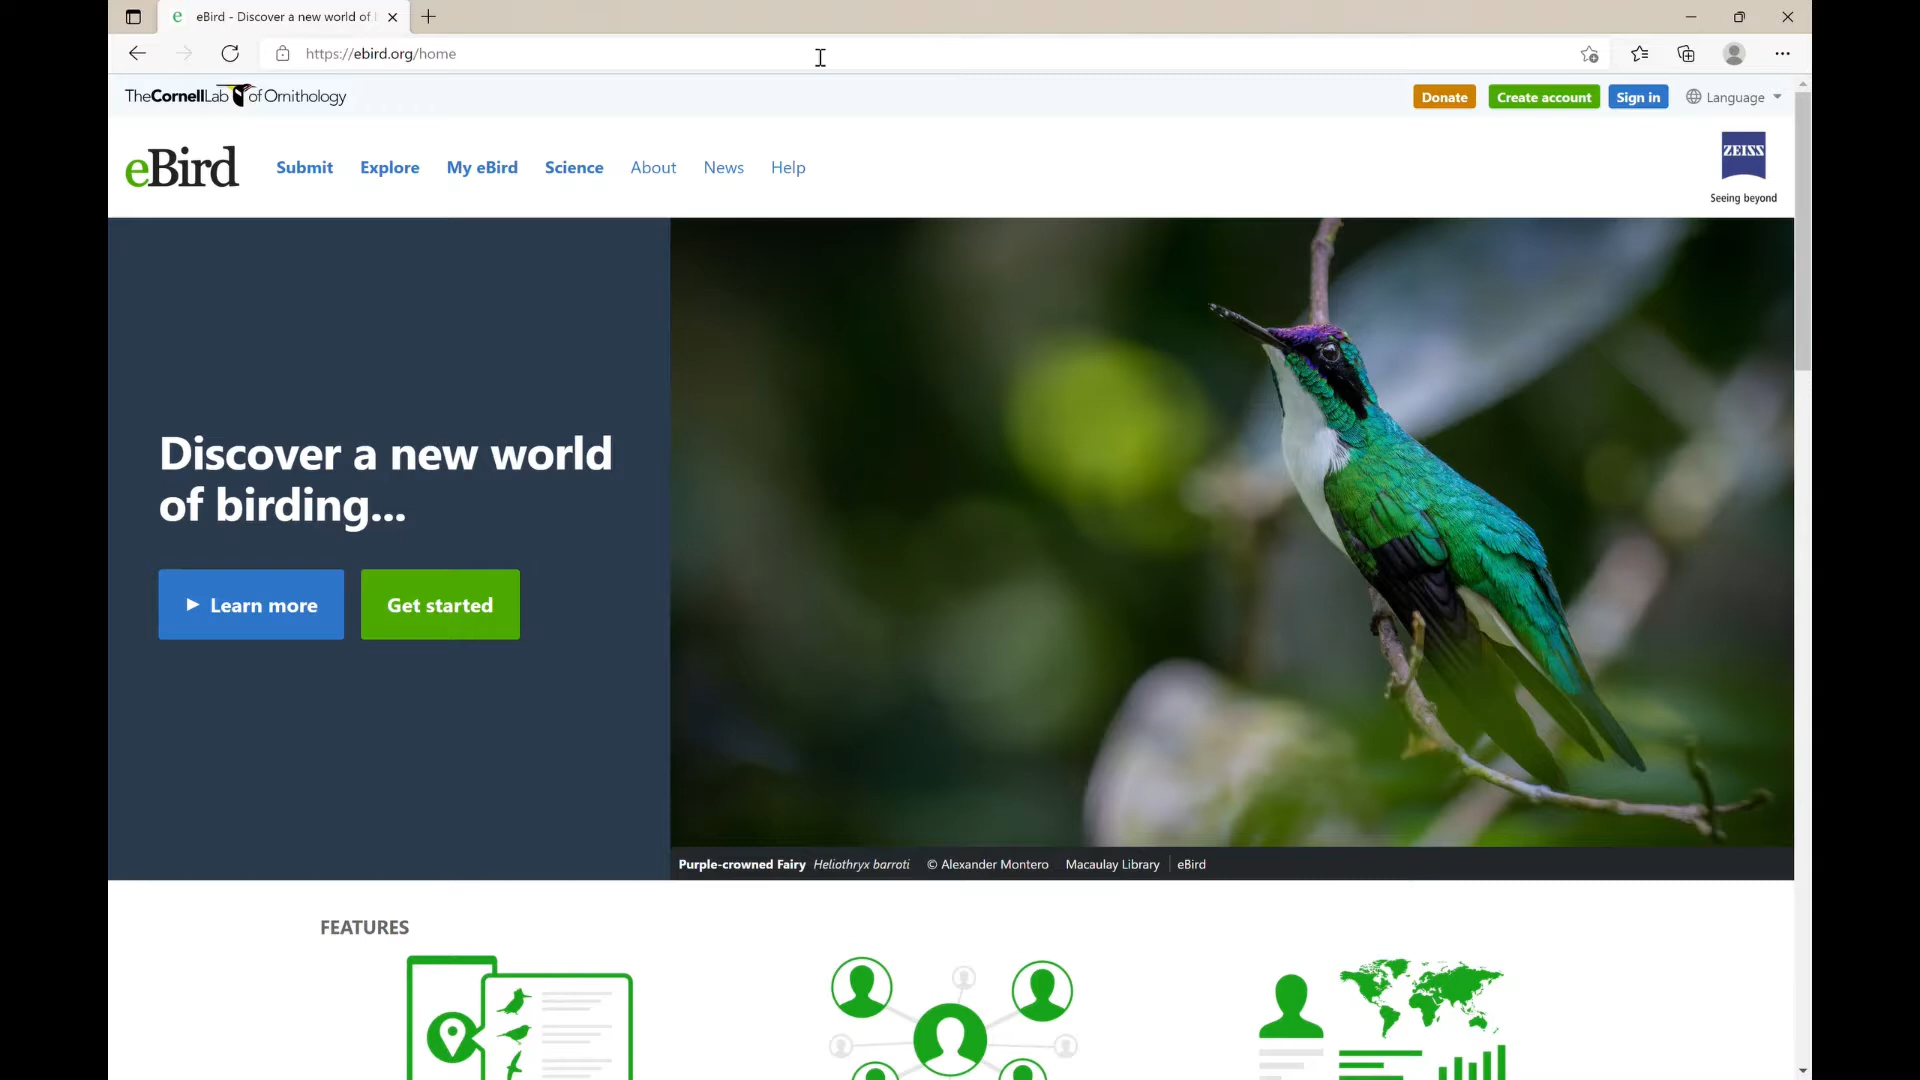 eBird - Discover a new world of
https://ebird.org/home
TheCornellLab of Ornithology
Donate
Create account
Sign in
Language
eBird
Submit
Explore
My eBird
Science
About
News
Help
ZEISS
Seeing beyond
Discover a new world
of birding...
Learn more
Get started
Purple-crowned Fairy Heliothryx barroti © Alexander Montero Macaulay Library eBird
FEATURES